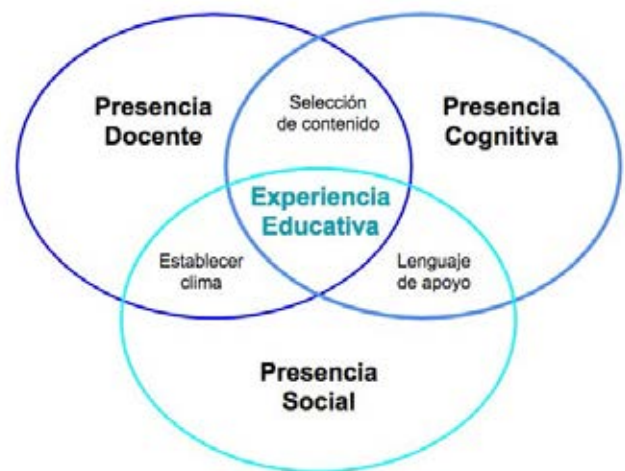 Presencia
Docente
Selección
de contenido
Presencia
Cognitiva
Experiencia
Educativa
Establecer
clima
Lenguaje
de apoyo
Presencia
Social